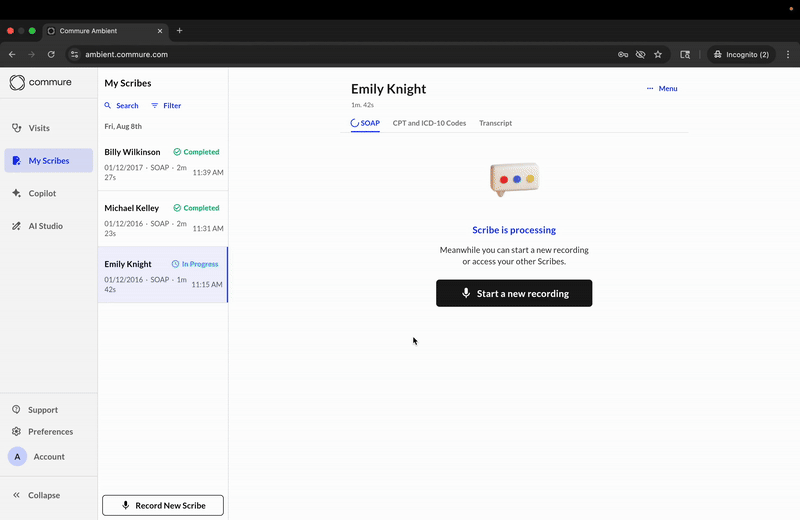 Commure Ambient
ambient.commure.com
Incognito (2)
commure
Visits
My Scribes
Copilot
AI Studio
Support
Preferences
A
Account
Collapse
My Scribes
Search
Filter
Fri, Aug 8th
Billy Wilkinson
Completed
01/12/2017 - SOAP - 2m
27s
11:39 AM
Michael Kelley
Completed
01/12/2016 - SOAP - 2m
23s
11:31 AM
Emily Knight
In Progress
01/12/2016 - SOAP - 1m
42s
11:15 AM
Record New Scribe
Emily Knight
Menu
1m. 42s
SOAP
CPT and ICD-10 Codes
Transcript
Scribe is processing
Meanwhile you can start a new recording
or access your other Scribes.
Start a new recording